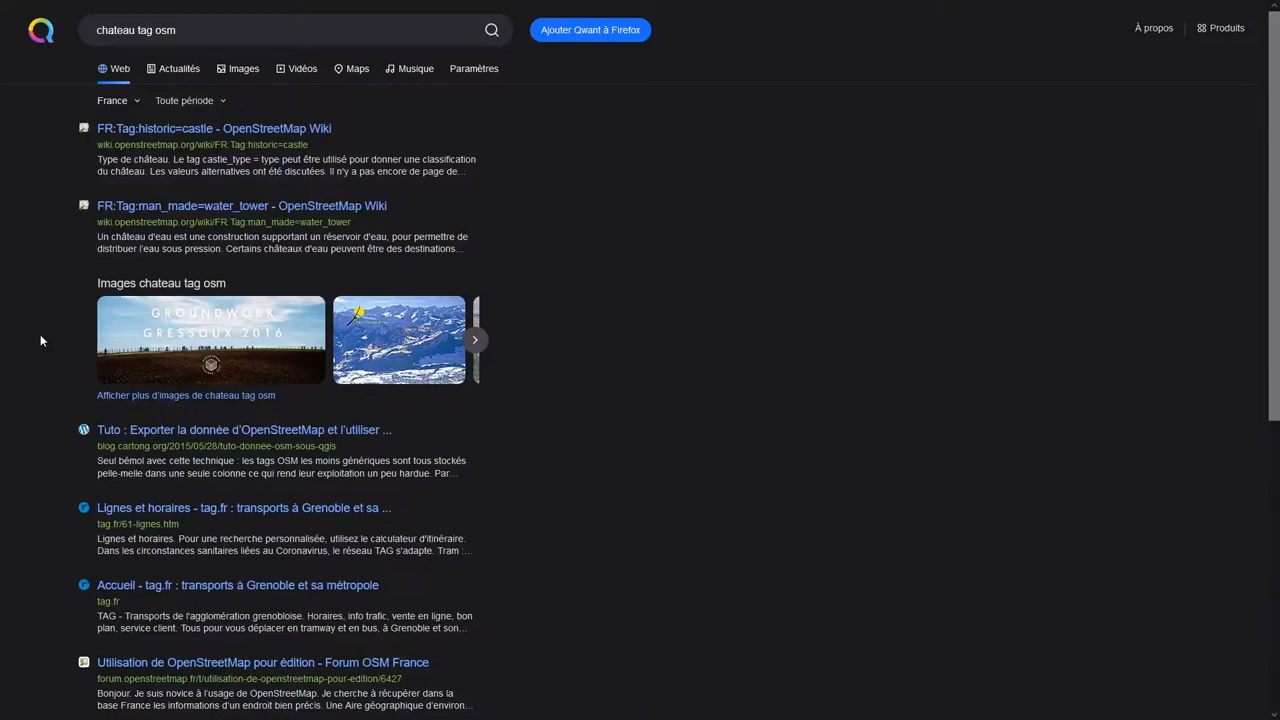 chateau tag osm
Ajouter Qwant à Firefox
À propos
Produits
Web
Actualités
Images
Vidéos
Maps
Musique
Paramètres
France
Toute période
FR:Tag:historic=castle - OpenStreetMap Wiki
wiki.openstreetmap.org/wiki/FR:Tag:historic=castle
Type de château. Le tag castle_type = type peut être utilisé pour donner une classification
du château. Les valeurs alternatives ont été discutées. Il n'y a pas encore de page de...
FR:Tag:man_made=water_tower - OpenStreetMap Wiki
wiki.openstreetmap.org/wiki/FR:Tag:man_made=water_tower
Un château d'eau est une construction supportant un réservoir d'eau, pour permettre de
distribuer l'eau sous pression. Certains châteaux d'eau peuvent être des destinations...
Images chateau tag osm
GROUNDWORK
GRESSOUX 2016
Afficher plus d'images de chateau tag osm
Tuto : Exporter la donnée d'OpenStreetMap et l'utiliser ...
blog.cartong.org/2015/05/28/tuto-donnee-osm-sous-qgis
Seul bémol avec cette technique : les tags OSM les moins génériques sont tous stockés
pelle-melle dans une seule colonne ce qui rend leur exploitation un peu hardue. Par...
Lignes et horaires - tag.fr : transports à Grenoble et sa ...
tag.fr/61-lignes.htm
Lignes et horaires. Pour une recherche personnalisée, utilisez le calculateur d'itinéraire.
Dans les circonstances sanitaires liées au Coronavirus, le réseau TAG s'adapte. Tram :...
Accueil - tag.fr : transports à Grenoble et sa métropole
tag.fr
TAG - Transports de l'agglomération grenobloise. Horaires, info trafic, vente en ligne, bon
plan, service client. Tous pour vous déplacer en tramway et en bus, à Grenoble et son...
Utilisation de OpenStreetMap pour édition - Forum OSM France
forum.openstreetmap.fr/t/utilisation-de-openstreetmap-pour-edition/6427
Bonjour. Je suis novice à l'usage de OpenStreetMap. Je cherche à récupérer dans la
base France les informations d'un endroit bien précis. Une Aire géographique d'environ...